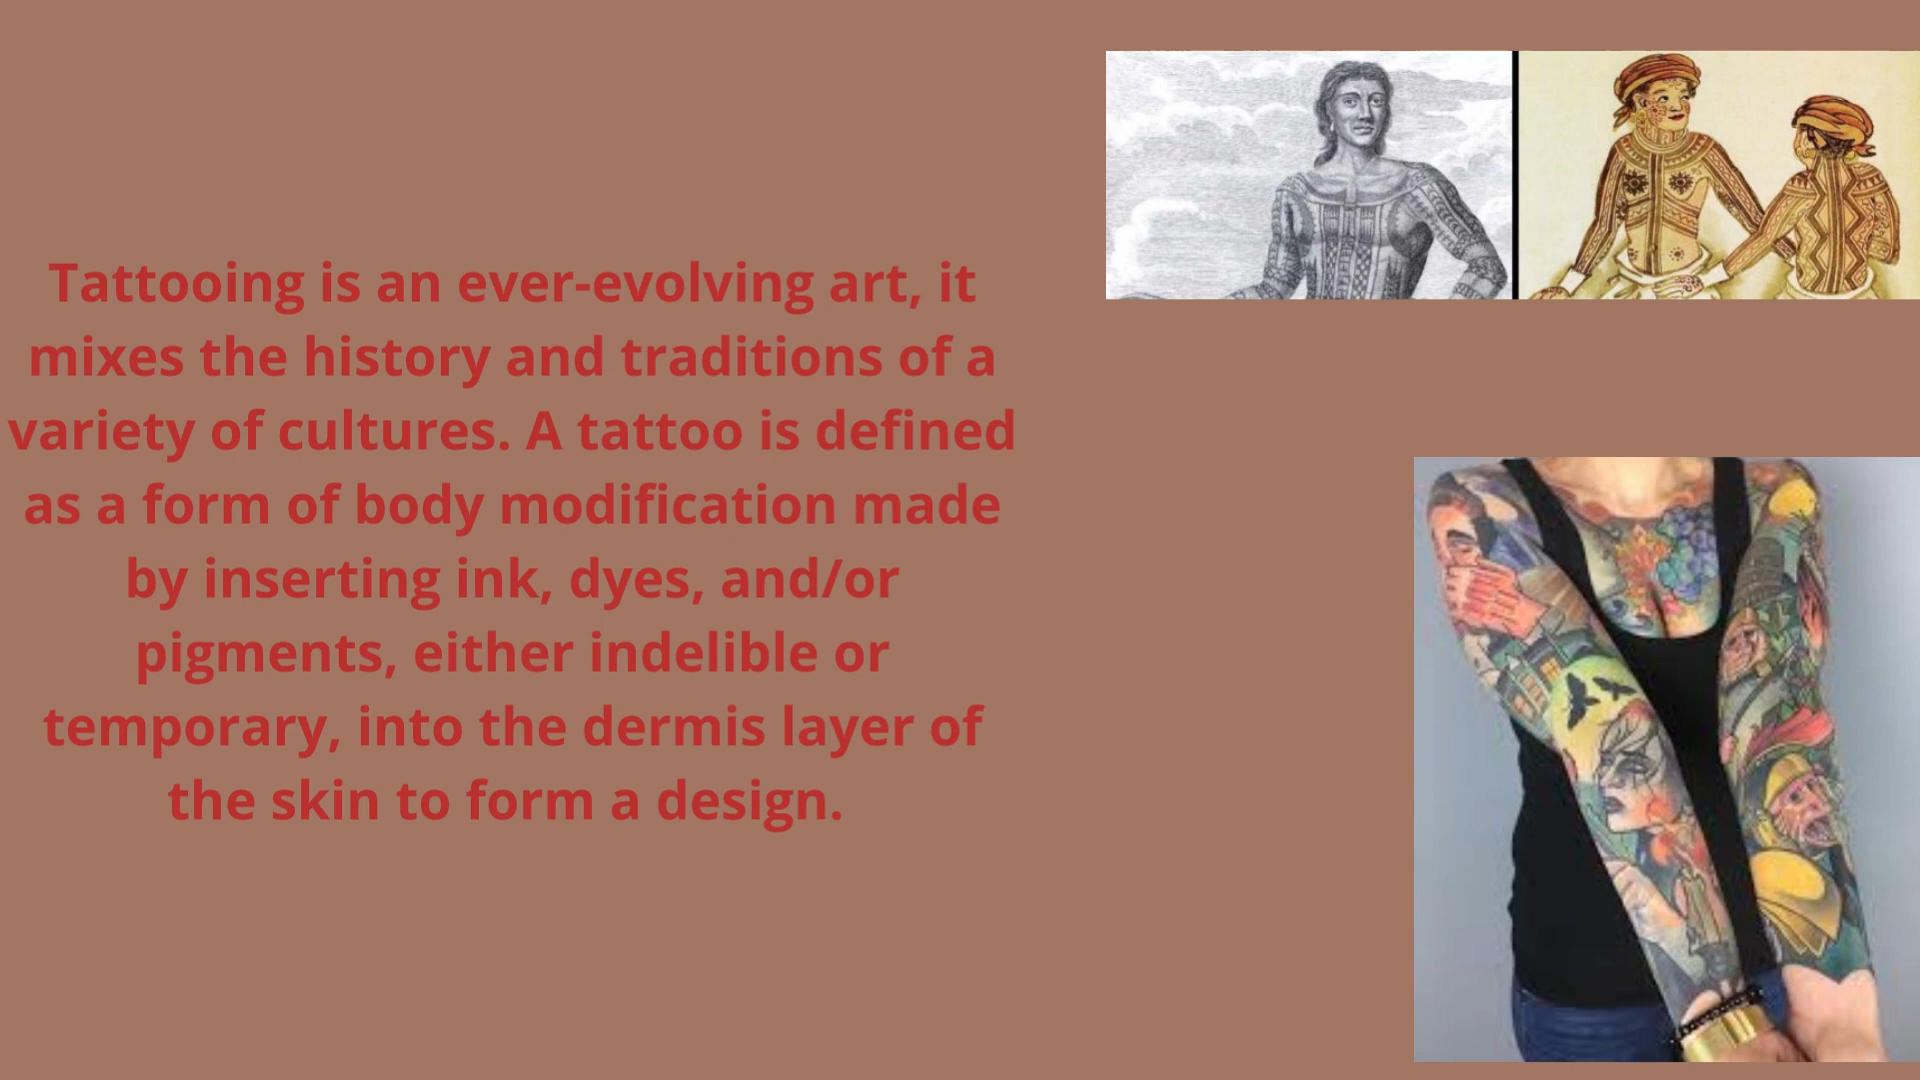 Tattooing is an ever-evolving art, it
mixes the history and traditions of a
variety of cultures. A tattoo is defined
as a form of body modification made
by inserting ink, dyes, and/or
pigments, either indelible or
temporary, into the dermis layer of
the skin to form a design.